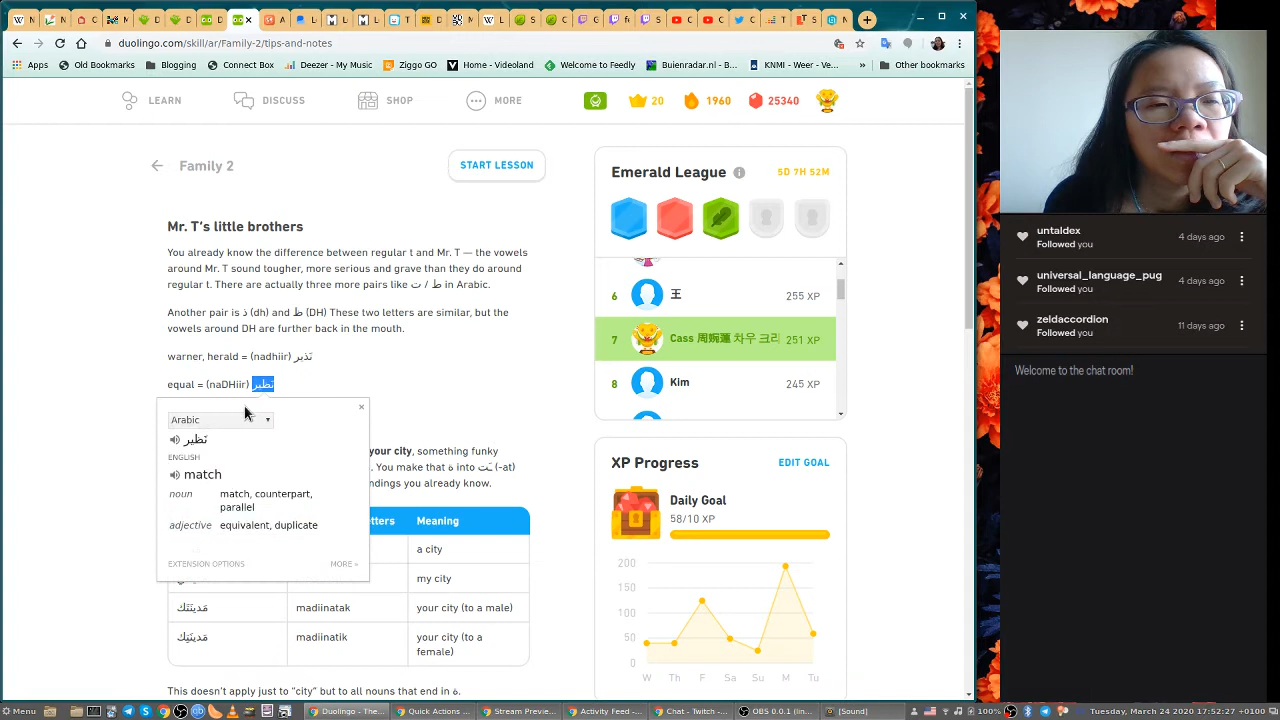 duolingo.com/skill/ar/Family-2/tips-and-notes
Apps Old Bookmarks Blogging Connect Box Deezer - My Music Ziggo GO Home - Videoland Welcome to Feedly Buienradar.nl - B... KNMI - Weer - Ve... » Other bookmarks
LEARN DISCUSS SHOP MORE 20 1960 25340
Family 2
START LESSON
Mr. T's little brothers
You already know the difference between regular t and Mr. T — the vowels
around Mr. T sound tougher, more serious and grave than they do around
regular t. There are actually three more pairs like ت / ط in Arabic.
Another pair is ذ (dh) and ظ (DH) These two letters are similar, but the
vowels around DH are further back in the mouth.
warner, herald = (nadhiir) نَذير
equal = (naDHiir) نَظير
Arabic
نَظير
ENGLISH
match
noun match, counterpart,
parallel
adjective equivalent, duplicate
EXTENSION OPTIONS MORE »
your city, something funky
. You make that ة into ـَت (-at)
ndings you already know.
etters Meaning
a city
my city
مَدينَتَك madiinatak your city (to a male)
مَدينَتِك madiinatik your city (to a
female)
This doesn't apply just to "city" but to all nouns that end in ة.
Emerald League
5D 7H 52M
6 王 255 XP
7 Cass 周婉蓮 차우 크리 251 XP
8 Kim 245 XP
XP Progress
EDIT GOAL
Daily Goal
58/10 XP
200
150
100
50
0
W Th F Sa Su M Tu
untaldex
Followed you
4 days ago
universal_language_pug
Followed you
4 days ago
zeldaccordion
Followed you
11 days ago
Welcome to the chat room!
Menu Duolingo - The... Quick Actions ... Stream Previe... Activity Feed -... Chat - Twitch -... OBS 0.0.1 (linu... [Sound] 100% Tuesday, March 24 2020, 17:52:27 +0100